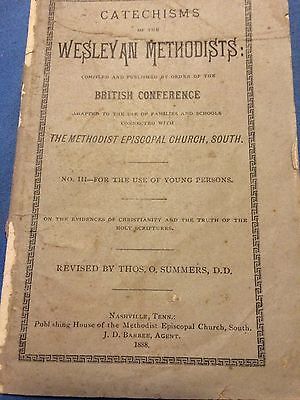 CATECHISMS
OF THE
WESLEYAN METHODISTS:
COMPILED AND PUBLISHED BY ORDER OF THE
BRITISH CONFERENCE
ADAPTED TO THE USE OF FAMILIES AND SCHOOLS
CONNECTED WITH
THE METHODIST EPISCOPAL CHURCH, SOUTH.
NO. III—FOR THE USE OF YOUNG PERSONS.
ON THE EVIDENCES OF CHRISTIANITY AND THE TRUTH OF THE
HOLY SCRIPTURES.
REVISED BY THOS. O. SUMMERS, D.D.
NASHVILLE, TENN.:
Publishing House of the Methodist Episcopal Church, South.
J. D. BARBEE, AGENT.
1888.